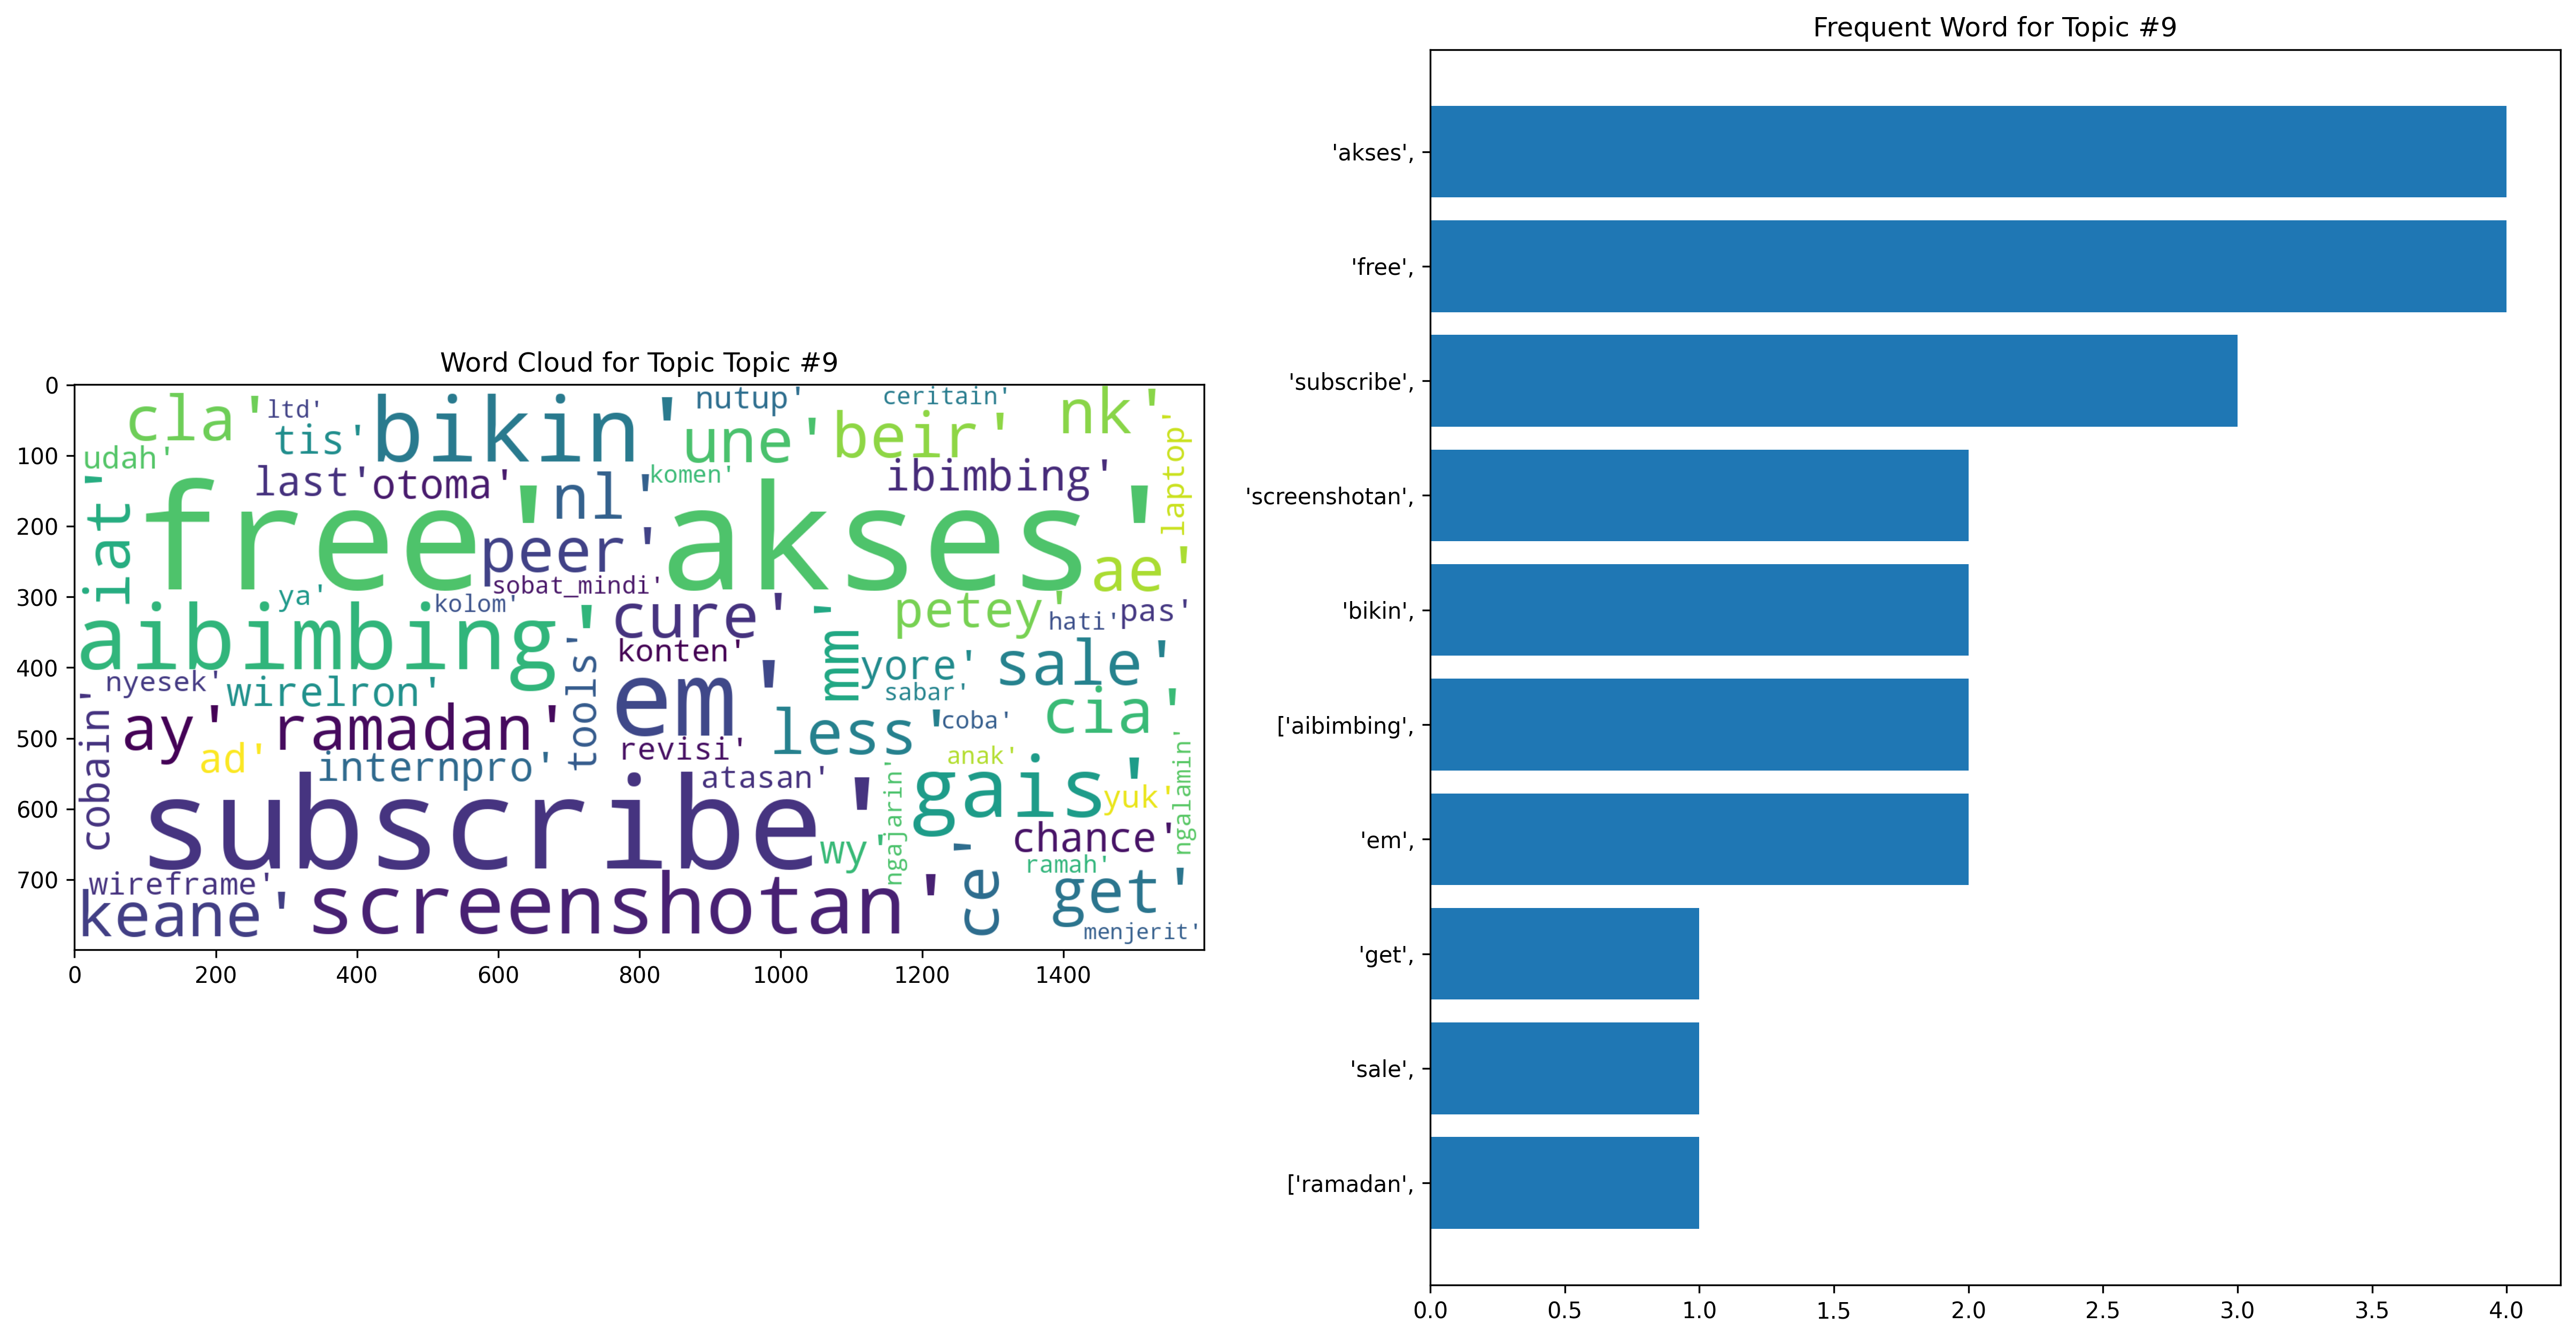 Word Cloud for Topic Topic #9
0
100
200
300
400
500
600
700
0 200 400 600 800 1000 1200 1400
cla'
ltd'
bikin'
nutup'
ceritain'
nk'
tis'
une'
beir'
laptop'
udah'
last'
otoma'
nl'
komen'
ibimbing'
iat'
free'
peer'
akses'
ae'
sobat_mindi'
ya'
kolom'
cure'
mm'
petey'
hati'
pas'
aibimbing'
tools'
konten'
yore'
sale'
nyesek'
wirelron'
em'
sabar'
cia'
cobain'
ay'
ramadan'
less'
coba'
ad'
internpro'
revisi'
anak'
ngalamin'
atasan'
ngajarin'
gais'
yuk'
subscribe'
wy'
chance'
ramah'
wireframe'
ce'
get'
keane'
screenshotan'
menjerit'
Frequent Word for Topic #9
'akses',
'free',
'subscribe',
'screenshotan',
'bikin',
['aibimbing',
'em',
'get',
'sale',
['ramadan',
0.0 0.5 1.0 1.5 2.0 2.5 3.0 3.5 4.0